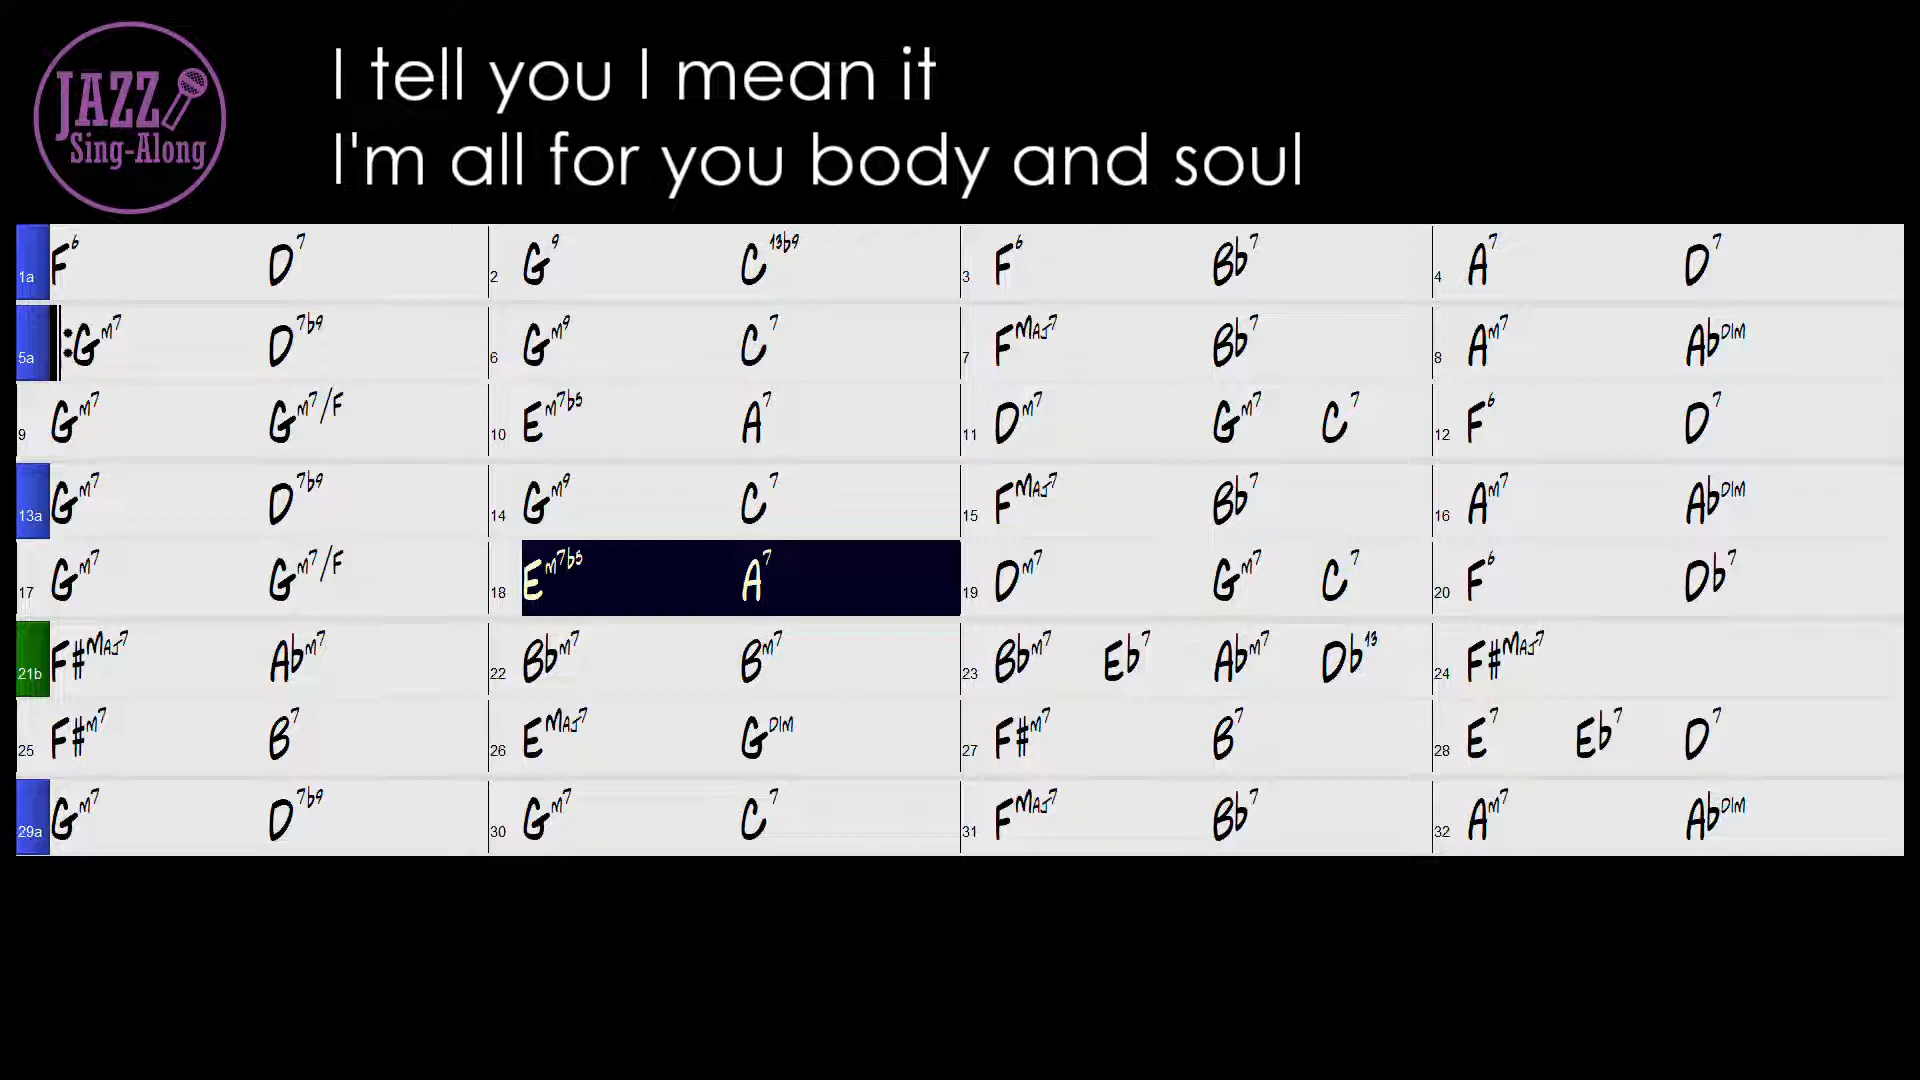 JAZZ
Sing-Along
I tell you I mean it
I'm all for you body and soul
1a F6 D7 2 G9 C13b9 3 F6 Bb7 4 A7 D7
5a Gm7 D7b9 6 Gm9 C7 7 FMAJ7 Bb7 8 Am7 AbDIM
9 Gm7 Gm7/F 10 Em7b5 A7 11 Dm7 Gm7 C7 12 F6 D7
13a Gm7 D7b9 14 Gm9 C7 15 FMAJ7 Bb7 16 Am7 AbDIM
17 Gm7 Gm7/F 18 Em7b5 A7 19 Dm7 Gm7 C7 20 F6 Db7
21b F#MAJ7 Abm7 22 Bbm7 Bm7 23 Bbm7 Eb7 Abm7 Db13 24 F#MAJ7
25 F#m7 B7 26 EMAJ7 GDIM 27 F#m7 B7 28 E7 Eb7 D7
29a Gm7 D7b9 30 Gm7 C7 31 FMAJ7 Bb7 32 Am7 AbDIM